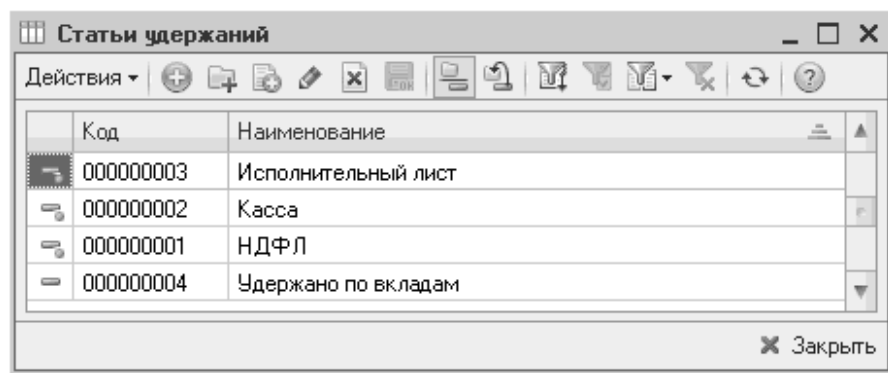 Статьи удержаний
Действия
Код Наименование
000000003 Исполнительный лист
000000002 Касса
000000001 НДФЛ
000000004 Удержано по вкладам
Закрыть